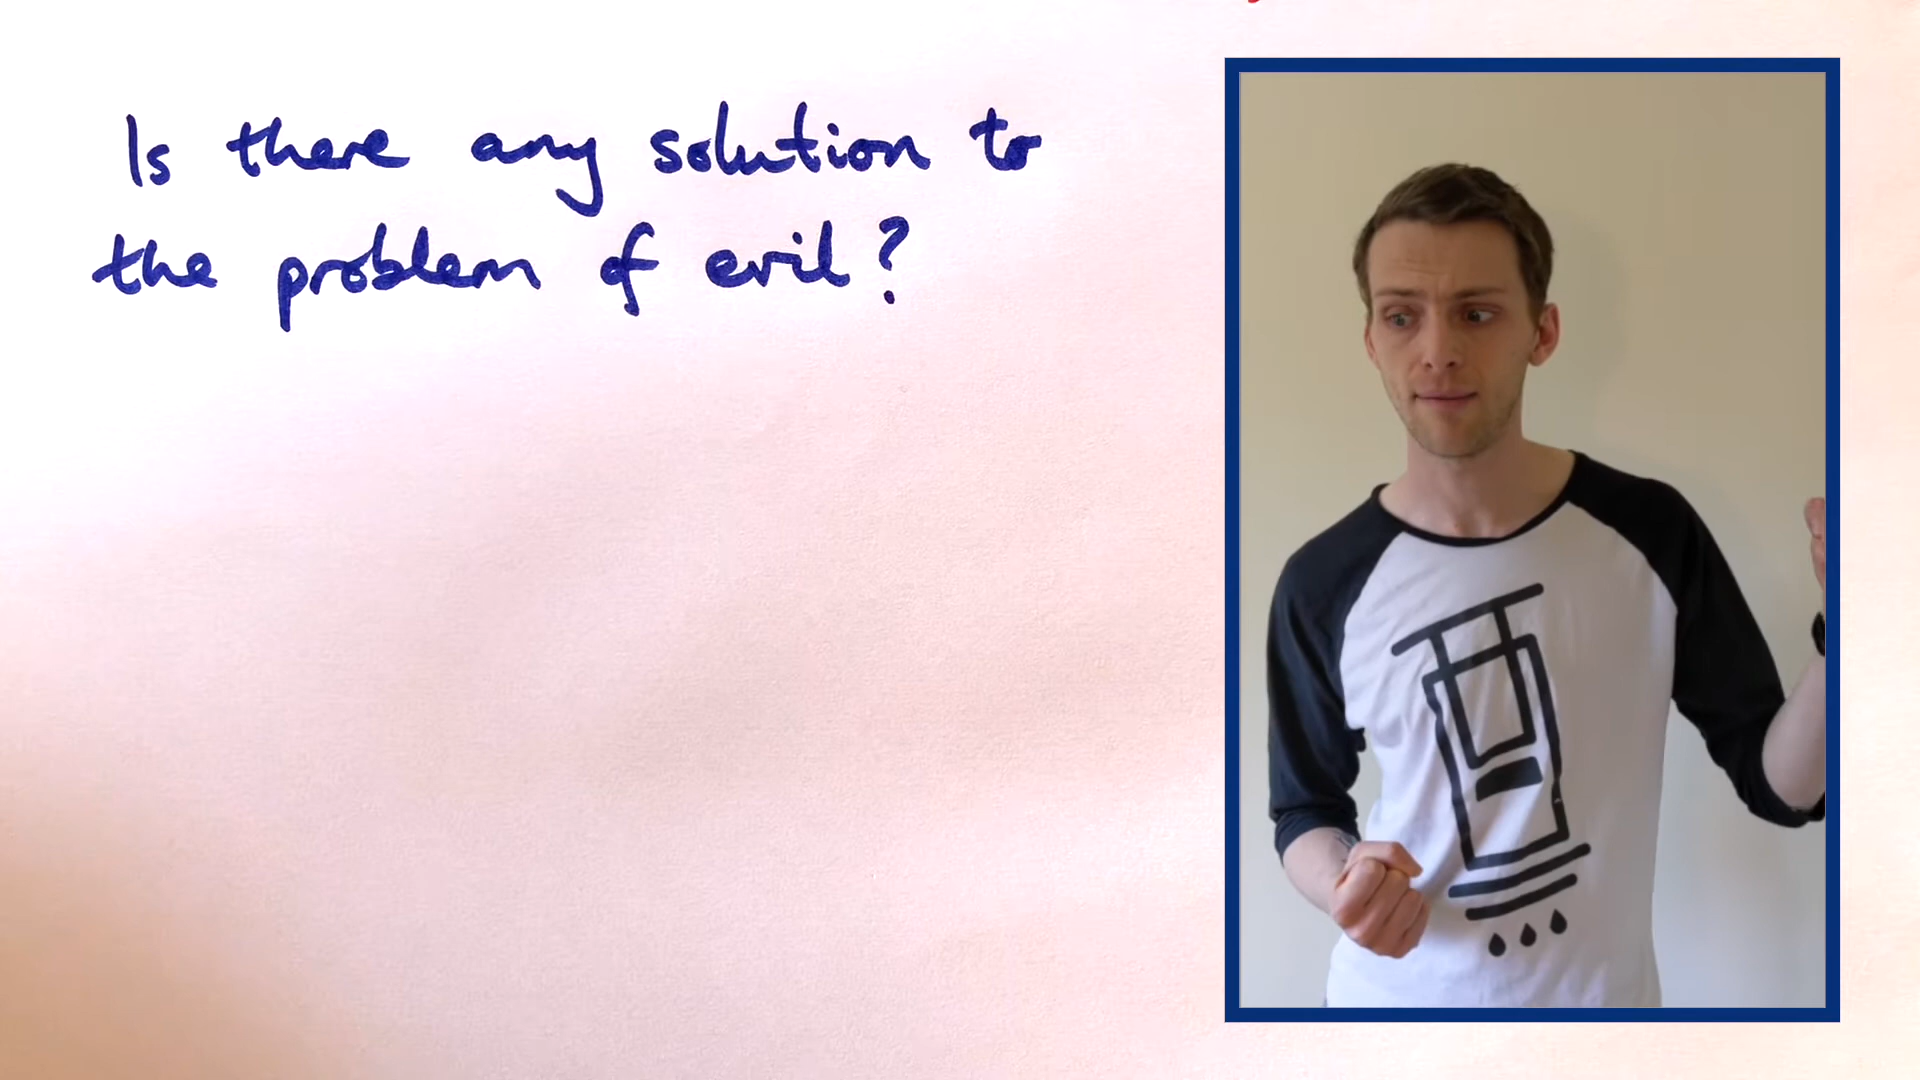 Is there any solution to
the problem of evil?